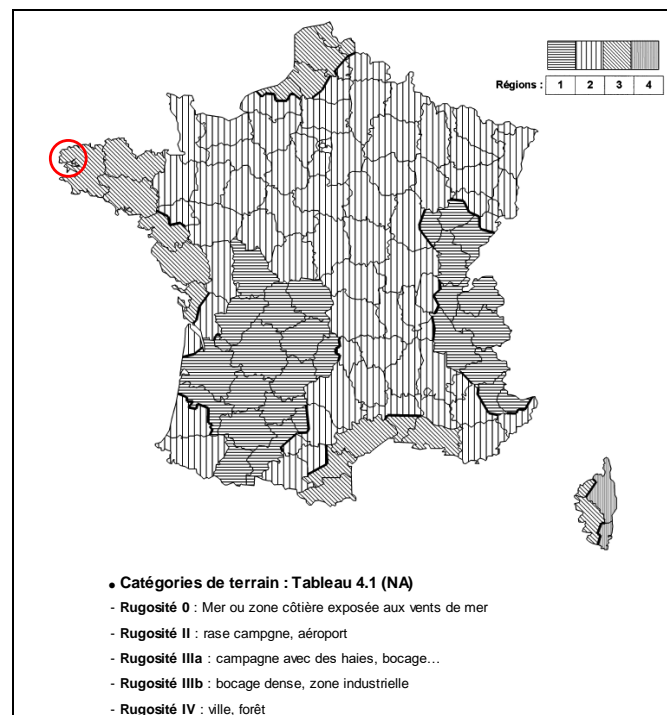 Régions : 1 2 3 4
• Catégories de terrain : Tableau 4.1 (NA)
- Rugosité 0 : Mer ou zone côtière exposée aux vents de mer
- Rugosité II : rase campgne, aéroport
- Rugosité IIIa : campagne avec des haies, bocage…
- Rugosité IIIb : bocage dense, zone industrielle
- Rugosité IV : ville, forêt